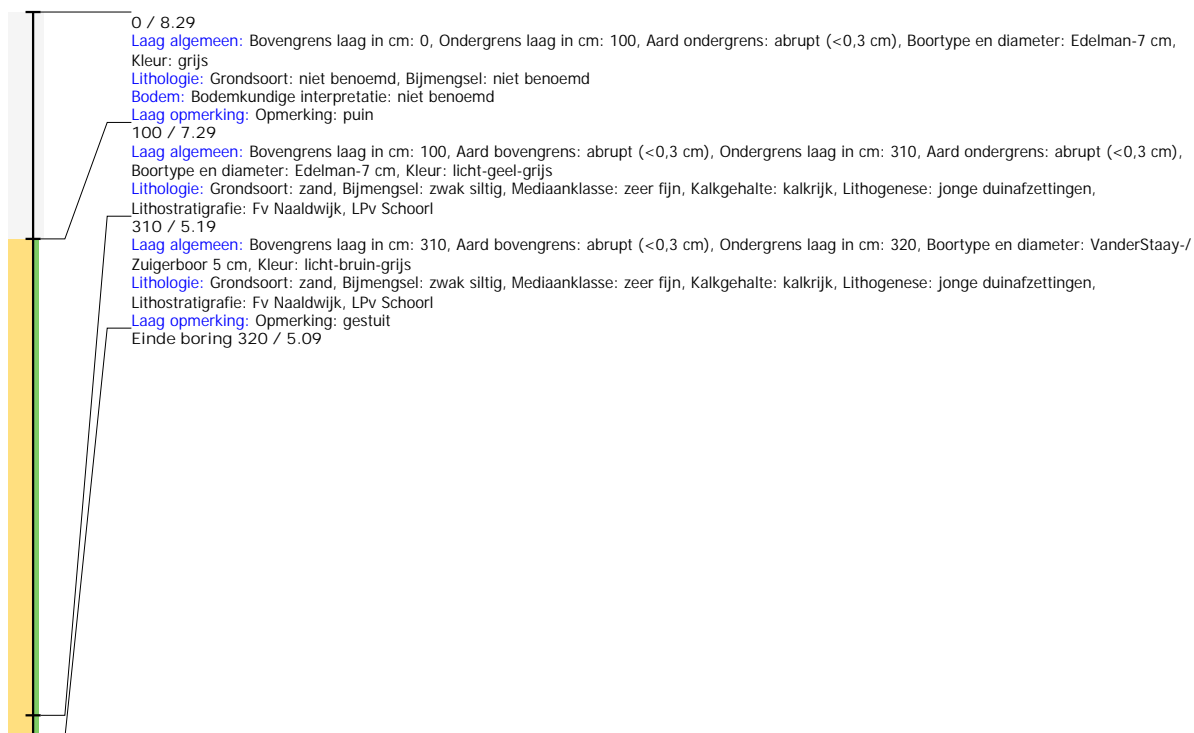 0 / 8.29
Laag algemeen: Bovengrens laag in cm: 0, Ondergrens laag in cm: 100, Aard ondergrens: abrupt (<0,3 cm), Boortype en diameter: Edelman-7 cm,
Kleur: grijs
Lithologie: Grondsoort: niet benoemd, Bijmengsel: niet benoemd
Bodem: Bodemkundige interpretatie: niet benoemd
Laag opmerking: Opmerking: puin
100 / 7.29
Laag algemeen: Bovengrens laag in cm: 100, Aard bovengrens: abrupt (<0,3 cm), Ondergrens laag in cm: 310, Aard ondergrens: abrupt (<0,3 cm),
Boortype en diameter: Edelman-7 cm, Kleur: licht-geel-grijs
Lithologie: Grondsoort: zand, Bijmengsel: zwak siltig, Mediaanklasse: zeer fijn, Kalkgehalte: kalkrijk, Lithogenese: jonge duinafzettingen,
Lithostratigrafie: Fv Naaldwijk, LPv Schoorl
310 / 5.19
Laag algemeen: Bovengrens laag in cm: 310, Aard bovengrens: abrupt (<0,3 cm), Ondergrens laag in cm: 320, Boortype en diameter: VanderStaay-/
Zuigerboor 5 cm, Kleur: licht-bruin-grijs
Lithologie: Grondsoort: zand, Bijmengsel: zwak siltig, Mediaanklasse: zeer fijn, Kalkgehalte: kalkrijk, Lithogenese: jonge duinafzettingen,
Lithostratigrafie: Fv Naaldwijk, LPv Schoorl
Laag opmerking: Opmerking: gestuit
Einde boring 320 / 5.09